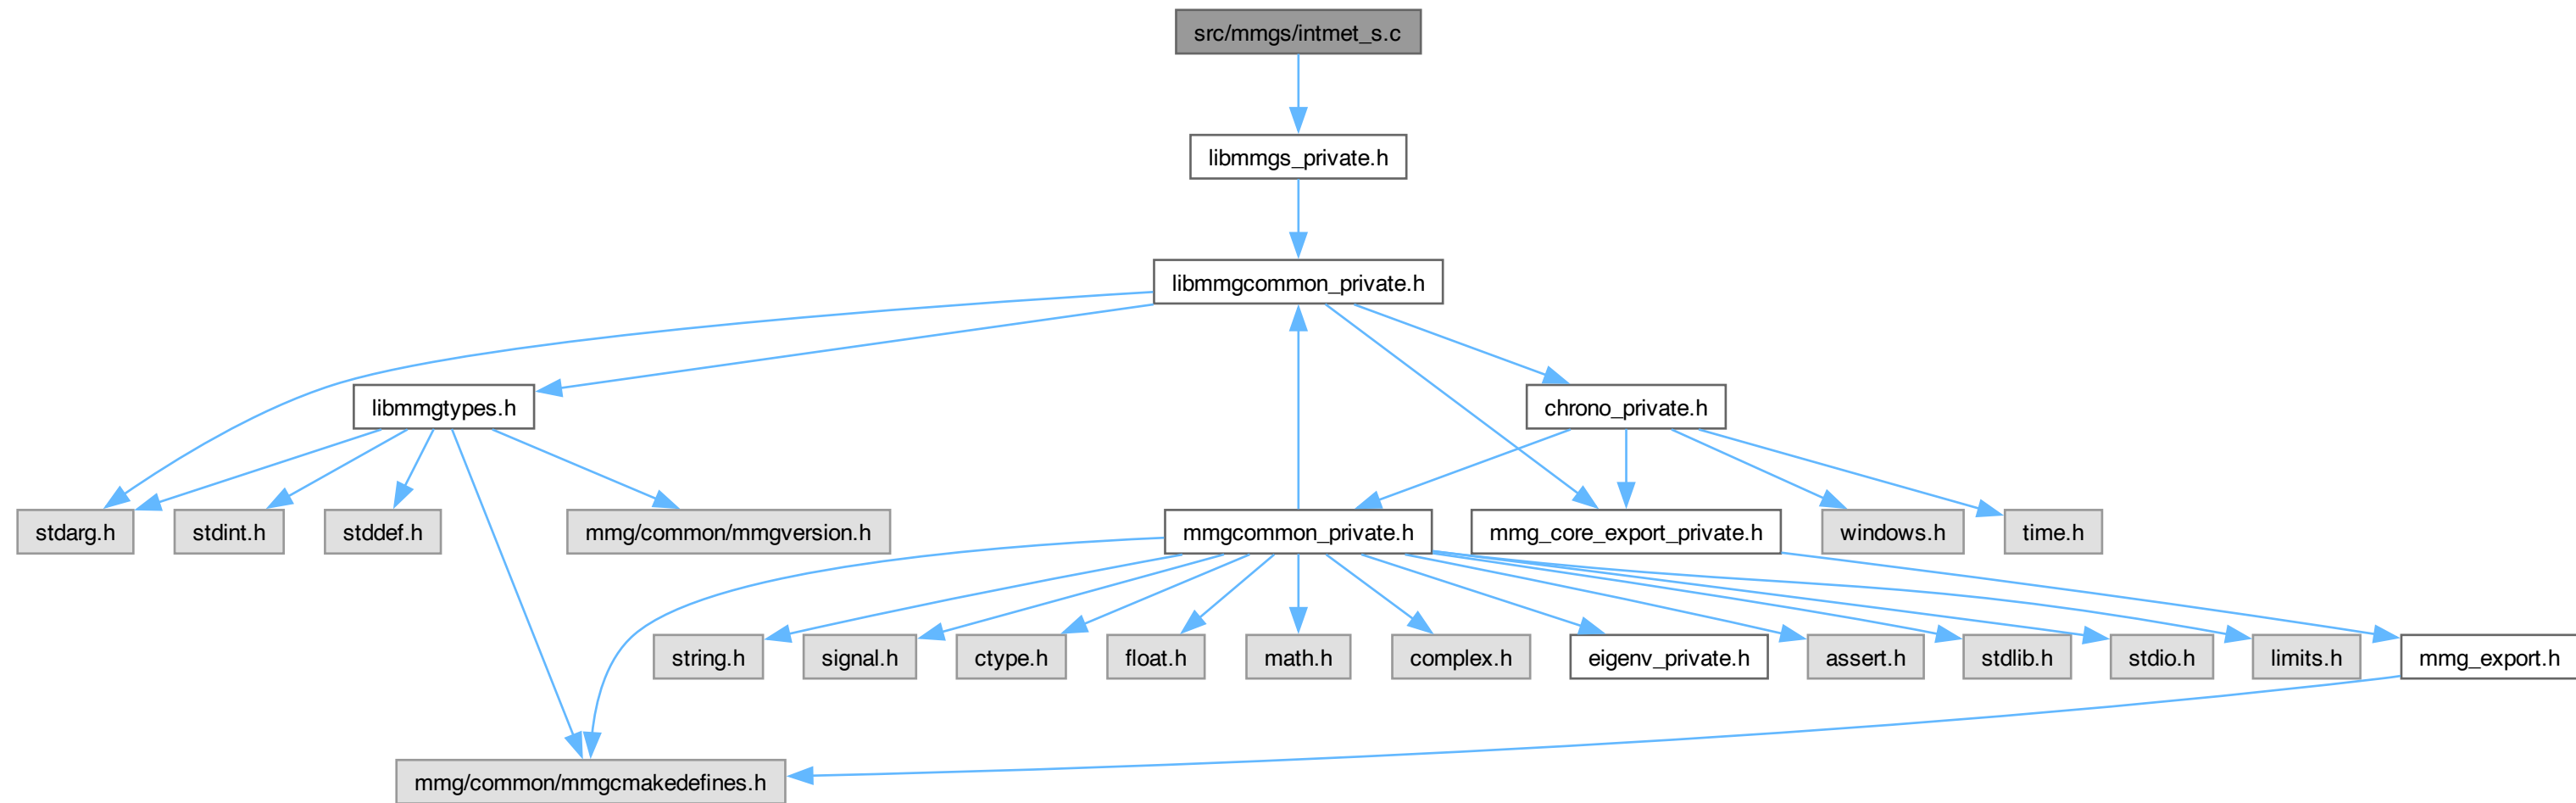 src/mmgs/intmet_s.c
libmmgs_private.h
libmmgcommon_private.h
libmmgtypes.h
chrono_private.h
stdarg.h
stdint.h
stddef.h
mmg/common/mmgversion.h
mmgcommon_private.h
mmg_core_export_private.h
windows.h
time.h
string.h
signal.h
ctype.h
float.h
math.h
complex.h
eigenv_private.h
assert.h
stdlib.h
stdio.h
limits.h
mmg_export.h
mmg/common/mmgcmakedefines.h